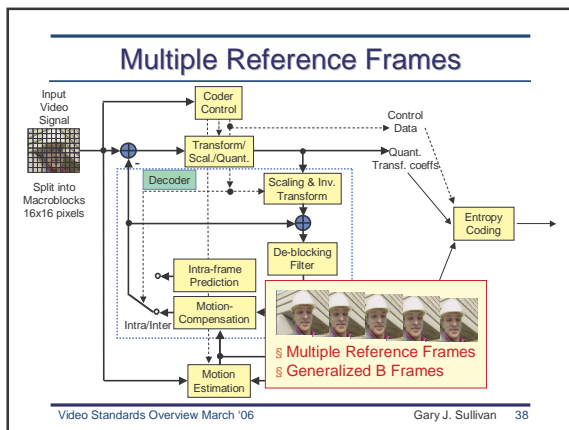 Multiple Reference Frames
Input
Video
Signal
Split into
Macroblocks
16x16 pixels
Coder
Control
Transform/
Scal./Quant.
-
Decoder
Scaling & Inv.
Transform
De-blocking
Filter
Intra-frame
Prediction
Motion-
Compensation
Intra/Inter
Motion
Estimation
Control
Data
Quant.
Transf. coeffs
Entropy
Coding
§ Multiple Reference Frames
§ Generalized B Frames
Video Standards Overview March '06
Gary J. Sullivan 38